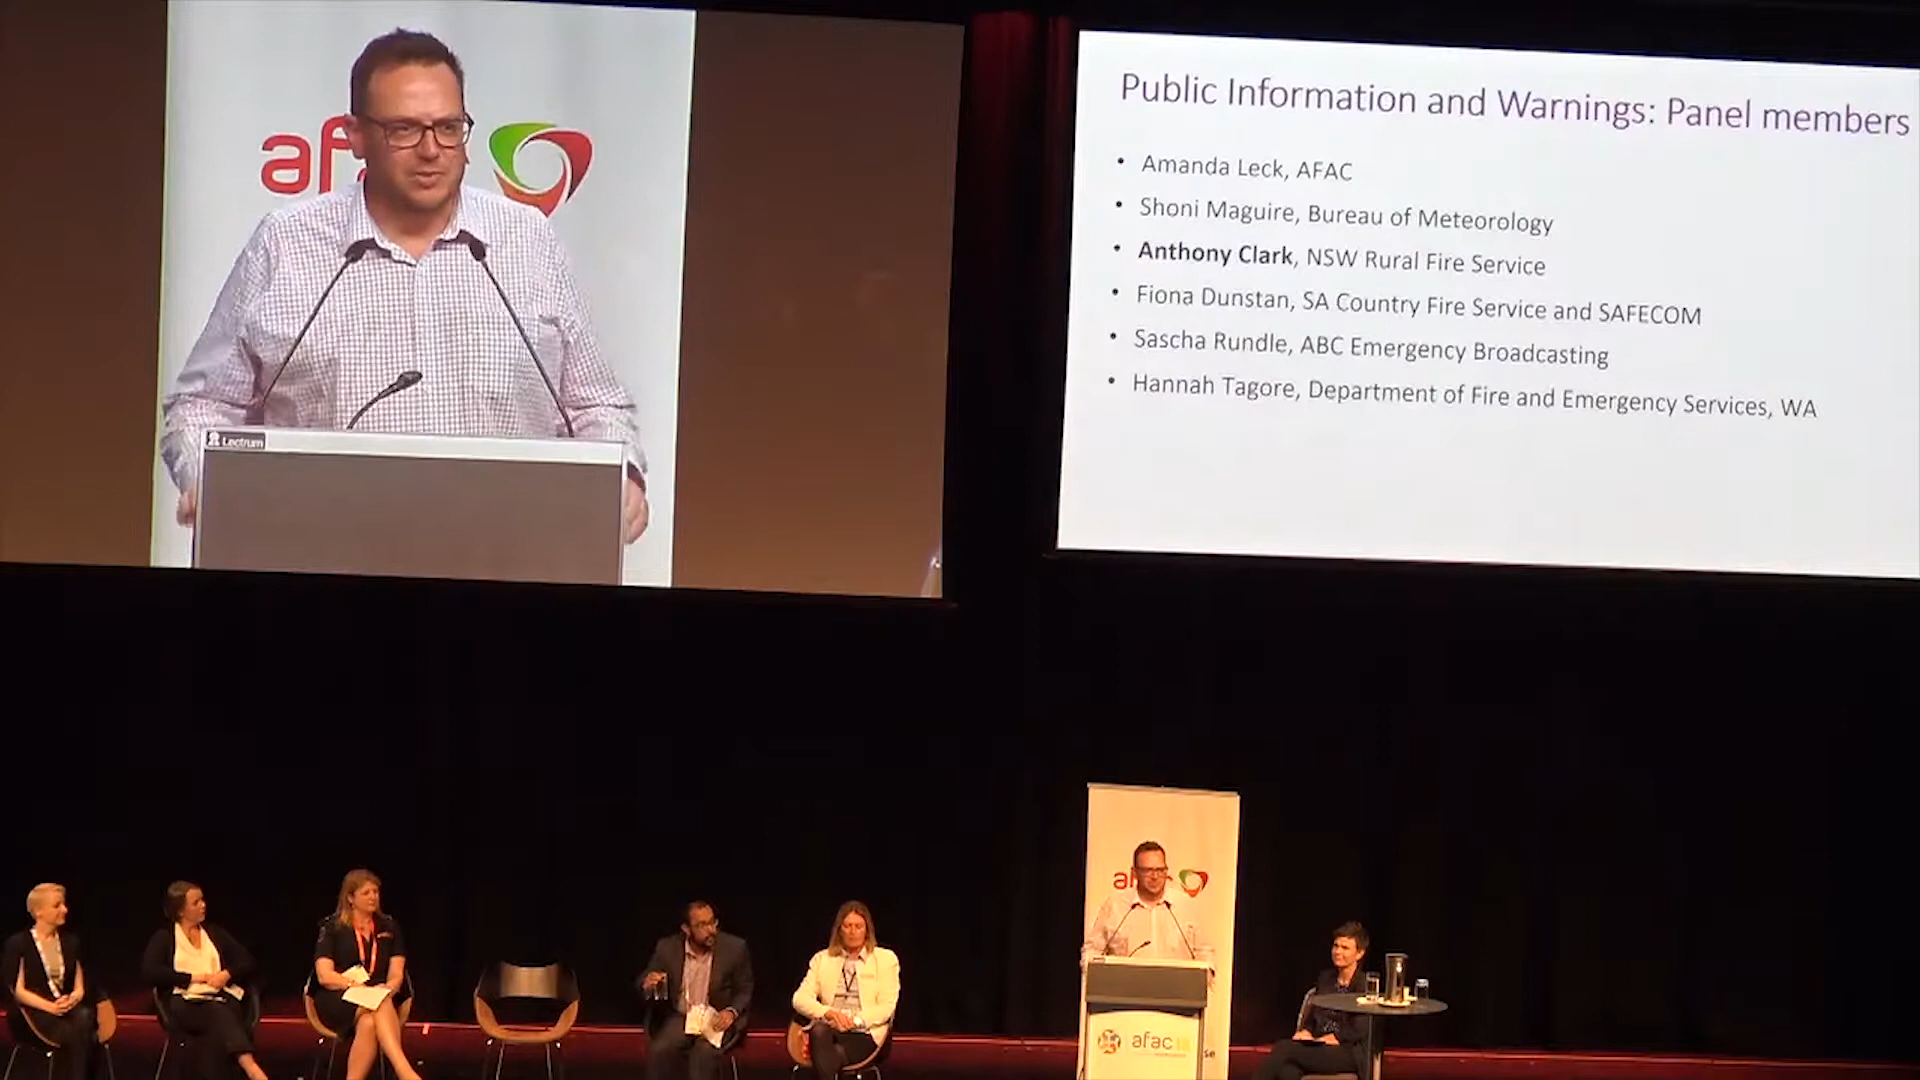 Lectrum
Public Information and Warnings: Panel members
• Amanda Leck, AFAC
• Shoni Maguire, Bureau of Meteorology
• Anthony Clark, NSW Rural Fire Service
• Fiona Dunstan, SA Country Fire Service and SAFECOM
• Sascha Rundle, ABC Emergency Broadcasting
• Hannah Tagore, Department of Fire and Emergency Services, WA
afac